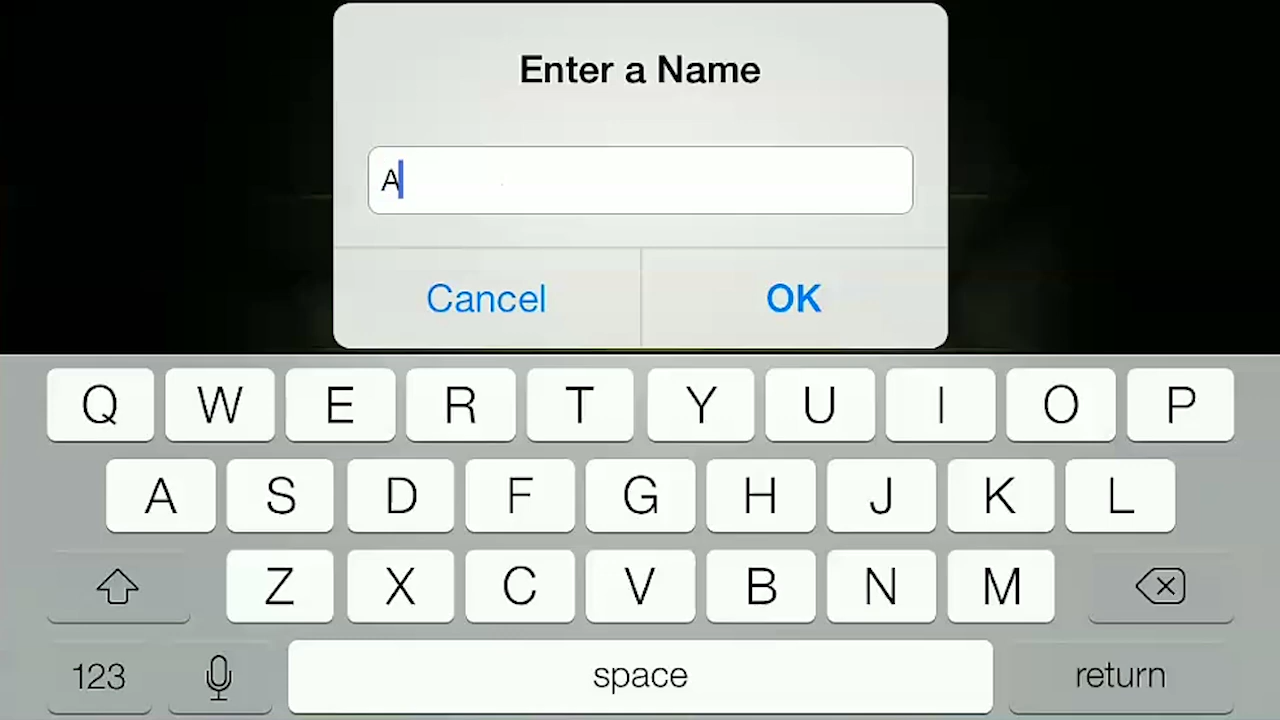 Enter a Name
A
Cancel OK
Q W E R T Y U I O P
A S D F G H J K L
Z X C V B N M
123 space return